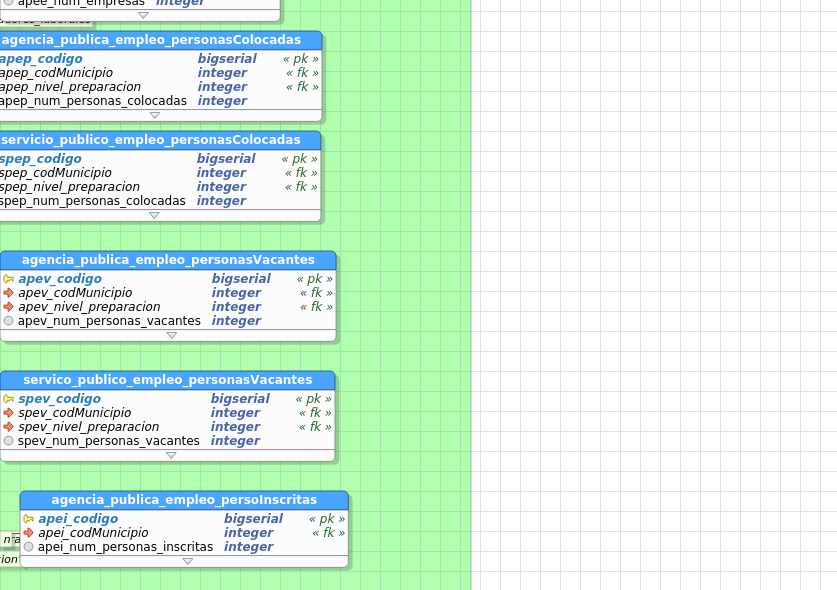 apee_num_empresas integer
agencia_publica_empleo_personasColocadas
apep_codigo bigserial « pk »
apep_codMunicipio integer « fk »
apep_nivel_preparacion integer « fk »
apep_num_personas_colocadas integer
servicio_publico_empleo_personasColocadas
spep_codigo bigserial « pk »
spep_codMunicipio integer « fk »
spep_nivel_preparacion integer « fk »
spep_num_personas_colocadas integer
agencia_publica_empleo_personasVacantes
apev_codigo bigserial « pk »
apev_codMunicipio integer « fk »
apev_nivel_preparacion integer « fk »
apev_num_personas_vacantes integer
servico_publico_empleo_personasVacantes
spev_codigo bigserial « pk »
spev_codMunicipio integer « fk »
spev_nivel_preparacion integer « fk »
spev_num_personas_vacantes integer
agencia_publica_empleo_persoInscritas
apei_codigo bigserial « pk »
apei_codMunicipio integer « fk »
apei_num_personas_inscritas integer
ion